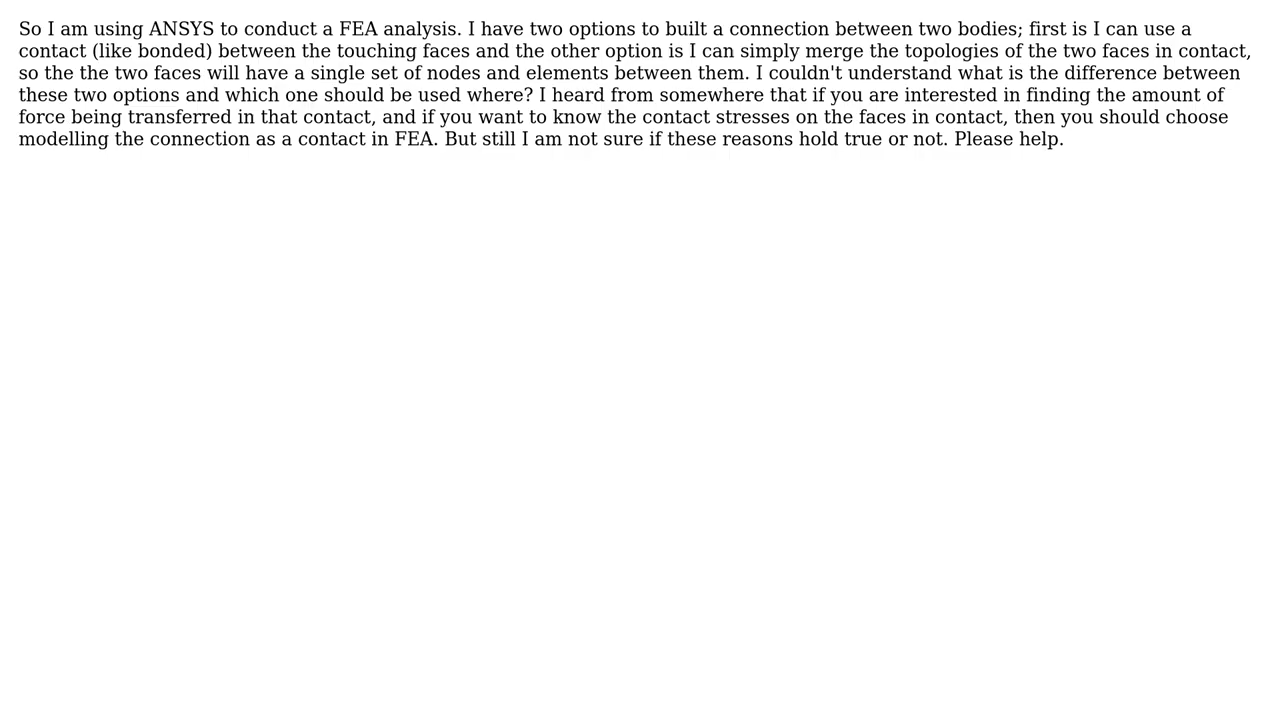 So I am using ANSYS to conduct a FEA analysis. I have two options to built a connection between two bodies; first is I can use a
contact (like bonded) between the touching faces and the other option is I can simply merge the topologies of the two faces in contact,
so the the two faces will have a single set of nodes and elements between them. I couldn't understand what is the difference between
these two options and which one should be used where? I heard from somewhere that if you are interested in finding the amount of
force being transferred in that contact, and if you want to know the contact stresses on the faces in contact, then you should choose
modelling the connection as a contact in FEA. But still I am not sure if these reasons hold true or not. Please help.